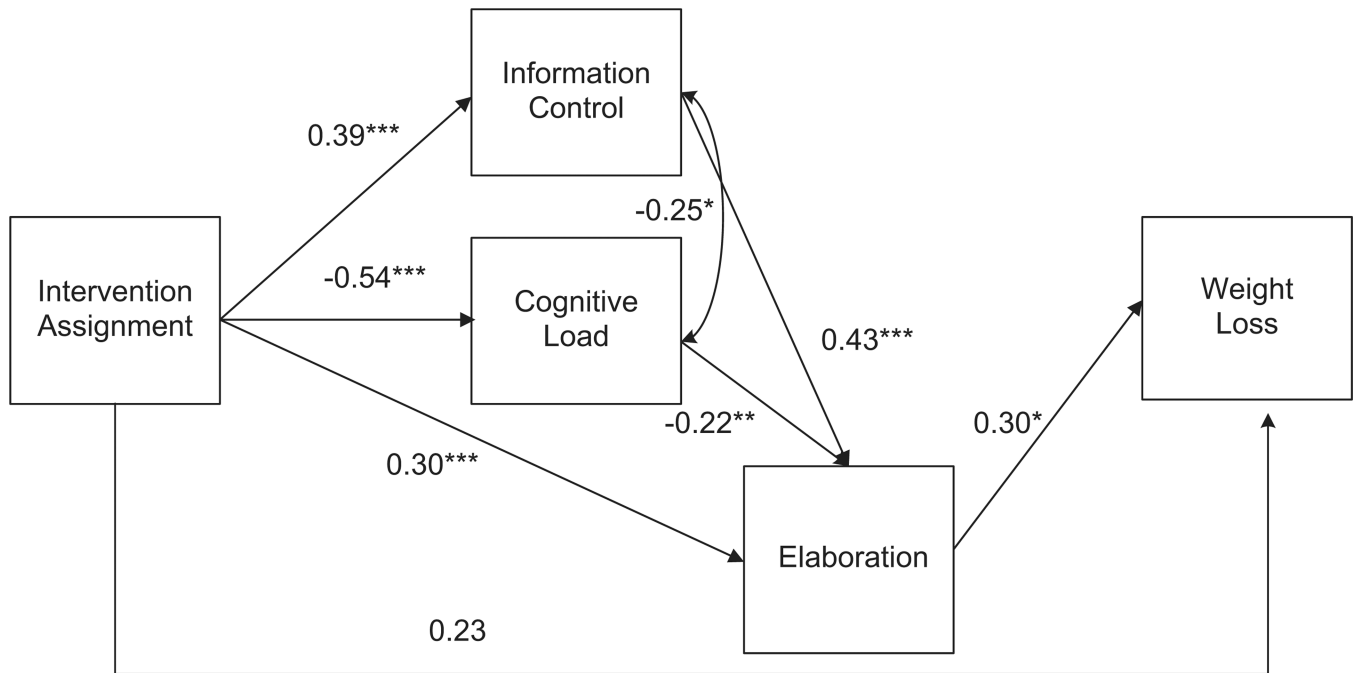 Information
Control
0.39***
-0.25*
Intervention
Assignment
-0.54***
Cognitive
Load
Weight
Loss
0.43***
-0.22**
0.30*
0.30***
Elaboration
0.23